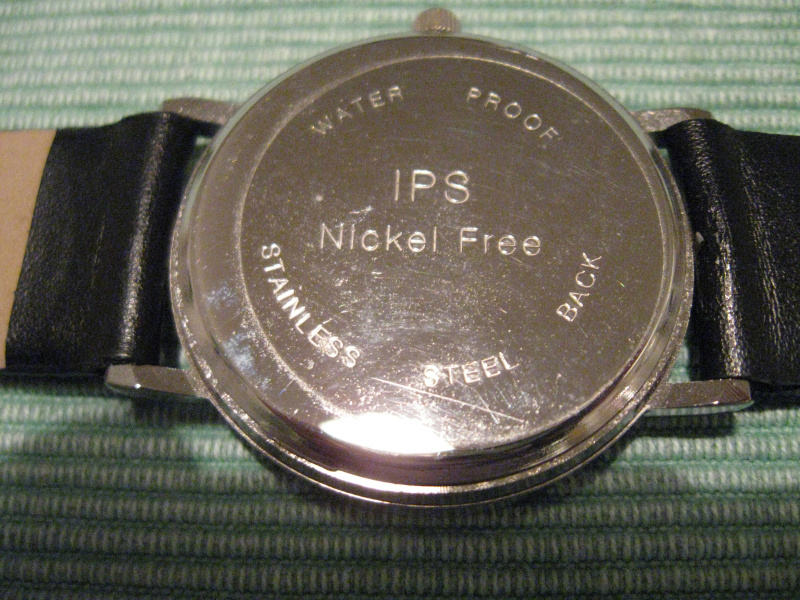 WATER PROOF
IPS
Nickel Free
STAINLESS STEEL BACK